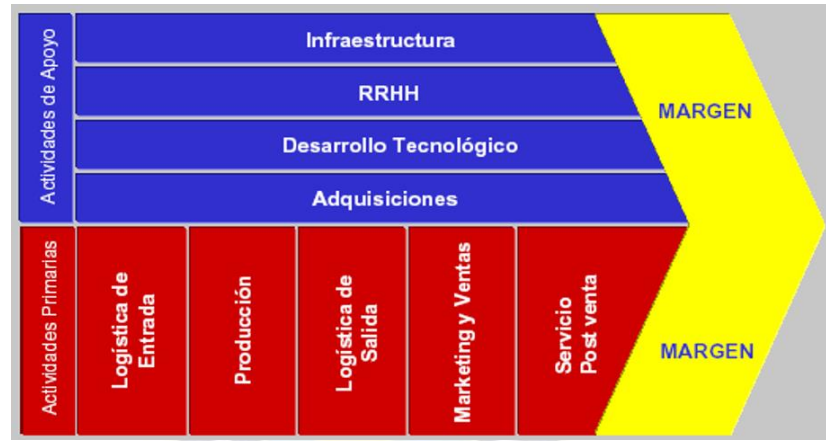 Actividades de Apoyo
Infraestructura
RRHH
Desarrollo Tecnológico
Adquisiciones
MARGEN
Actividades Primarias
Logística de
Entrada
Producción
Logística de
Salida
Marketing y Ventas
Servicio
Post venta
MARGEN